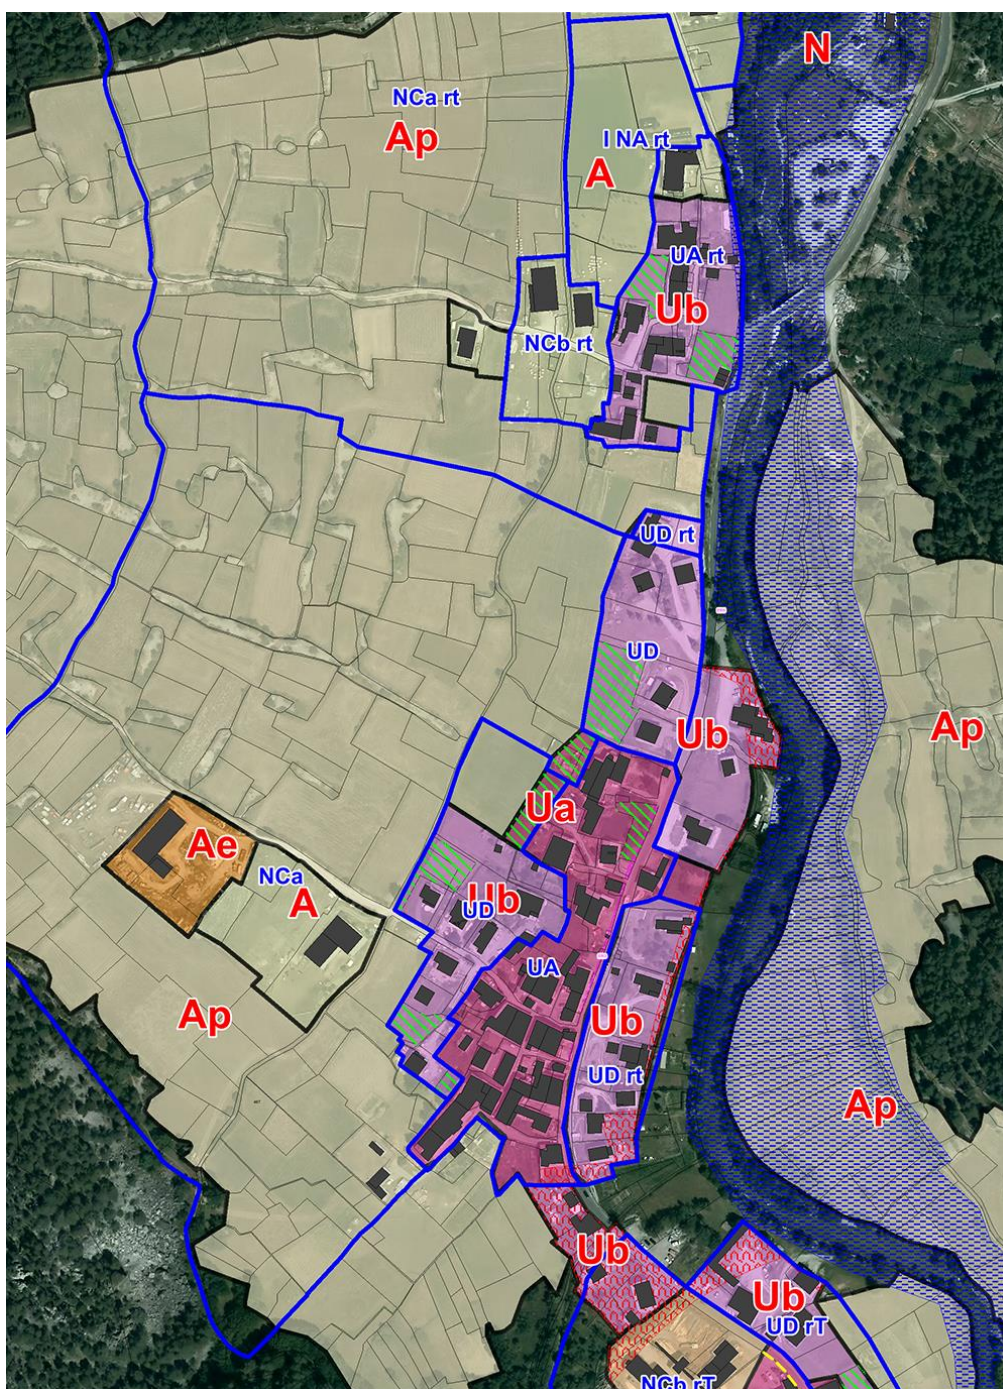 N
NCa rt
Ap
I NA rt
A
UA rt
Ub
NCb rt
UD rt
UD
Ub
Ap
Ua
Ae
NCa
A
Ub
UD
UA
Ap
Ub
UD rt
Ap
Ub
Ub
UD rT
NCb rT